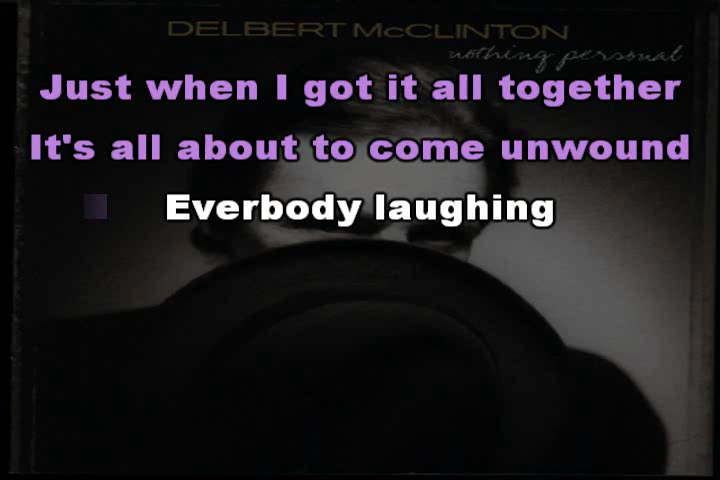 DELBERT McCLINTON
nothing personal
Just when I got it all together
It's all about to come unwound
Everbody laughing